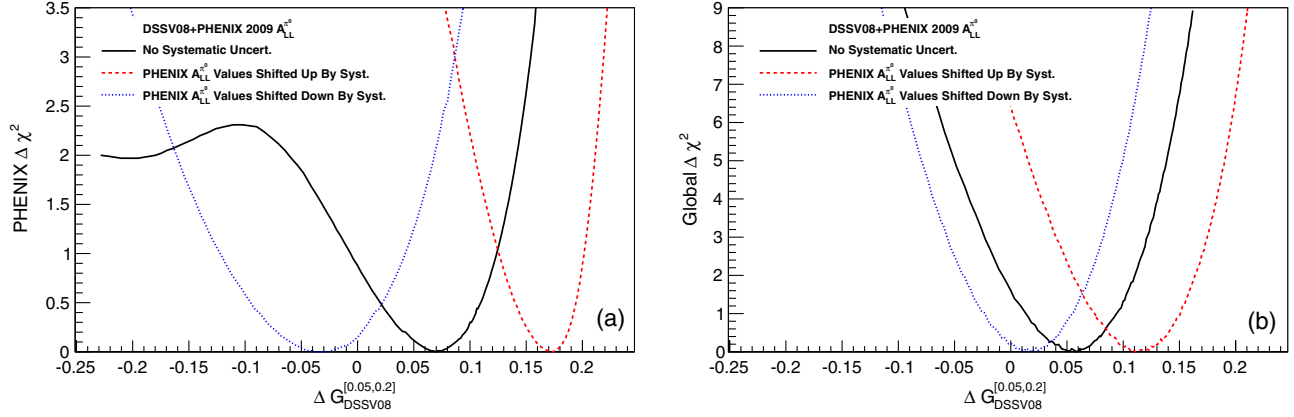 DSSV08+PHENIX 2009 A_LL^π⁰
No Systematic Uncert.
PHENIX A_LL^π⁰ Values Shifted Up By Syst.
PHENIX A_LL^π⁰ Values Shifted Down By Syst.
PHENIX Δ χ²
3.5
3
2.5
2
1.5
1
0.5
0
(a)
-0.25 -0.2 -0.15 -0.1 -0.05 0 0.05 0.1 0.15 0.2
Δ G_DSSV08^[0.05,0.2]
DSSV08+PHENIX 2009 A_LL^π⁰
No Systematic Uncert.
PHENIX A_LL^π⁰ Values Shifted Up By Syst.
PHENIX A_LL^π⁰ Values Shifted Down By Syst.
Global Δ χ²
9
8
7
6
5
4
3
2
1
0
(b)
-0.25 -0.2 -0.15 -0.1 -0.05 0 0.05 0.1 0.15 0.2
Δ G_DSSV08^[0.05,0.2]